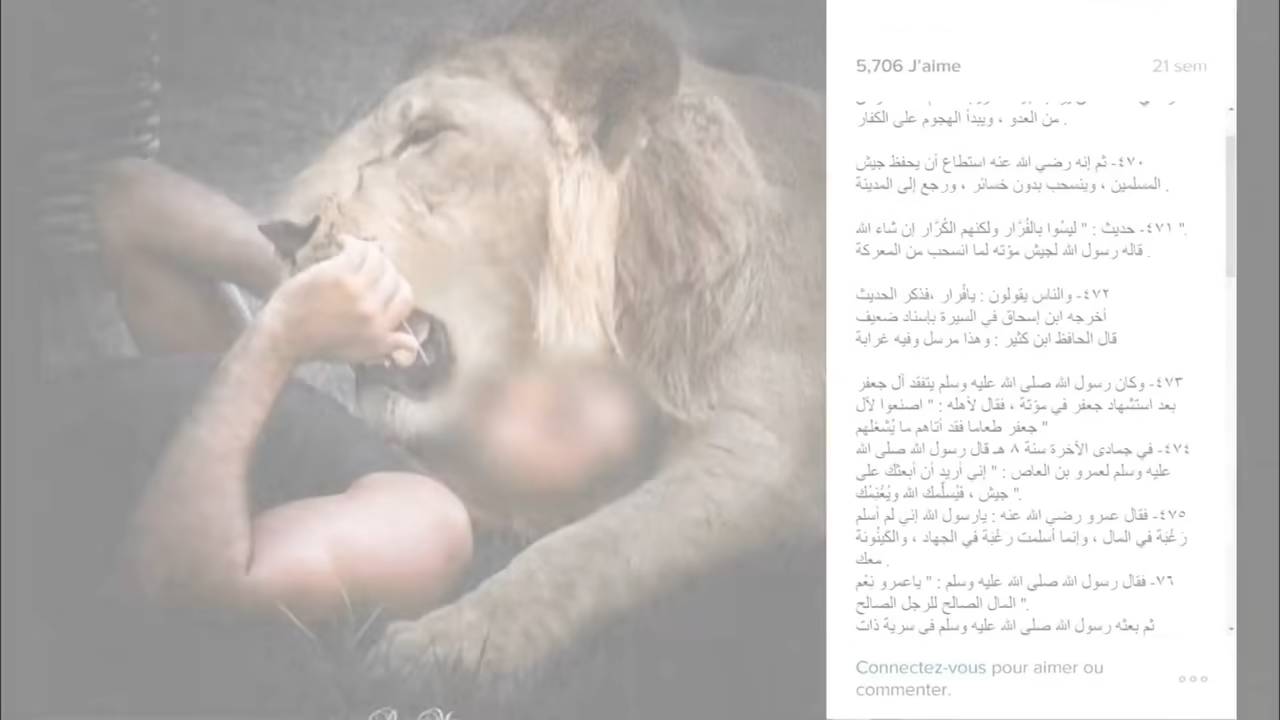 5,706 J'aime
21 sem
من العدو ، ويبدأ الهجوم على الكفار .
٤٧٠- ثم إنه رضي الله عنه استطاع أن يحفظ جيش
المسلمين ، وينسحب بدون خسائر ، ورجع إلى المدينة .
٤٧١- حديث : " ليسُوا بالفُرَّار ولكنهم الكُرَّار إن شاء الله ".
قاله رسول الله لجيش مؤته لما انسحب من المعركة .
٤٧٢- والناس يقولون : يافُرار ،فذكر الحديث
أخرجه ابن إسحاق في السيرة بإسناد ضعيف
قال الحافظ ابن كثير : وهذا مرسل وفيه غرابة
٤٧٣- وكان رسول الله صلى الله عليه وسلم يتفقد آل جعفر
بعد استشهاد جعفر في مؤتة ، فقال لأهله : " اصنعوا لآل
جعفر طعاما فقد أتاهم ما يُشغلهم "
٤٧٤- في جمادى الآخرة سنة ٨ هـ قال رسول الله صلى الله
عليه وسلم لعمرو بن العاص : " إني أريد أن أبعثك على
جيش ، فيُسلِّمك الله ويُغنِمُك ".
٤٧٥- فقال عمرو رضي الله عنه : يارسول الله إني لم أسلم
رَغْبَة في المال ، وإنما أسلمت رغْبَة في الجهاد ، والكينُونة
معك .
٧٦- فقال رسول الله صلى الله عليه وسلم : " ياعمرو نِعْم
المال الصالح للرجل الصالح ".
ثم بعثه رسول الله صلى الله عليه وسلم في سرية ذات
Connectez-vous pour aimer ou
commenter.